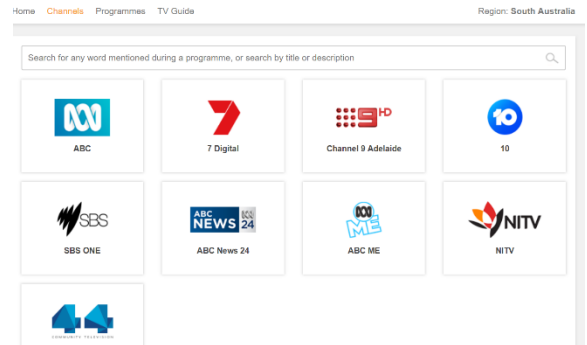 Home Channels Programmes TV Guide Region: South Australia
Search for any word mentioned during a programme, or search by title or description
7 9 HD 10
ABC 7 Digital Channel 9 Adelaide 10
SBS ABC NEWS 24 ME NITV
SBS ONE ABC News 24 ABC ME NITV
44
COMMUNITY TELEVISION